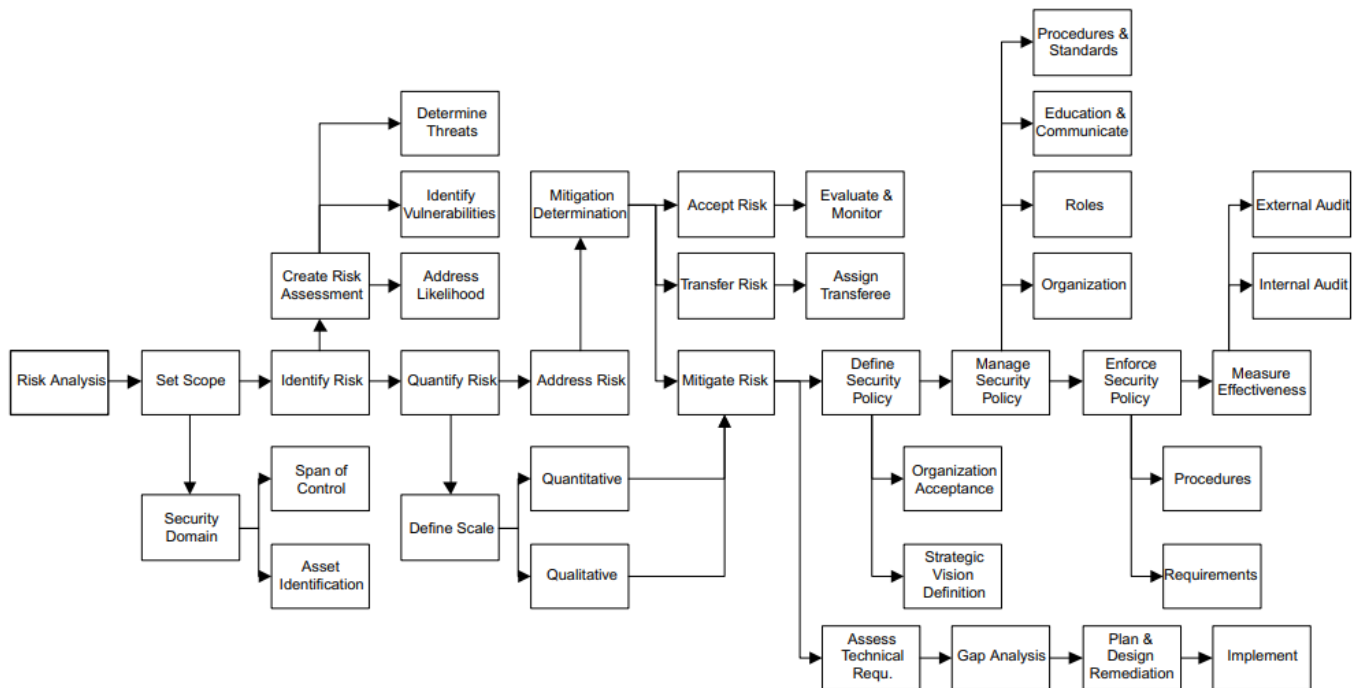 Procedures &
Standards
Determine
Threats
Education &
Communicate
Identify
Vulnerabilities
Mitigation
Determination
Accept Risk
Evaluate &
Monitor
Roles
External Audit
Create Risk
Assessment
Address
Likelihood
Transfer Risk
Assign
Transferee
Organization
Internal Audit
Risk Analysis
Set Scope
Identify Risk
Quantify Risk
Address Risk
Mitigate Risk
Define
Security
Policy
Manage
Security
Policy
Enforce
Security
Policy
Measure
Effectiveness
Span of
Control
Quantitative
Organization
Acceptance
Procedures
Security
Domain
Define Scale
Asset
Identification
Qualitative
Strategic
Vision
Definition
Requirements
Assess
Technical
Requ.
Gap Analysis
Plan &
Design
Remediation
Implement